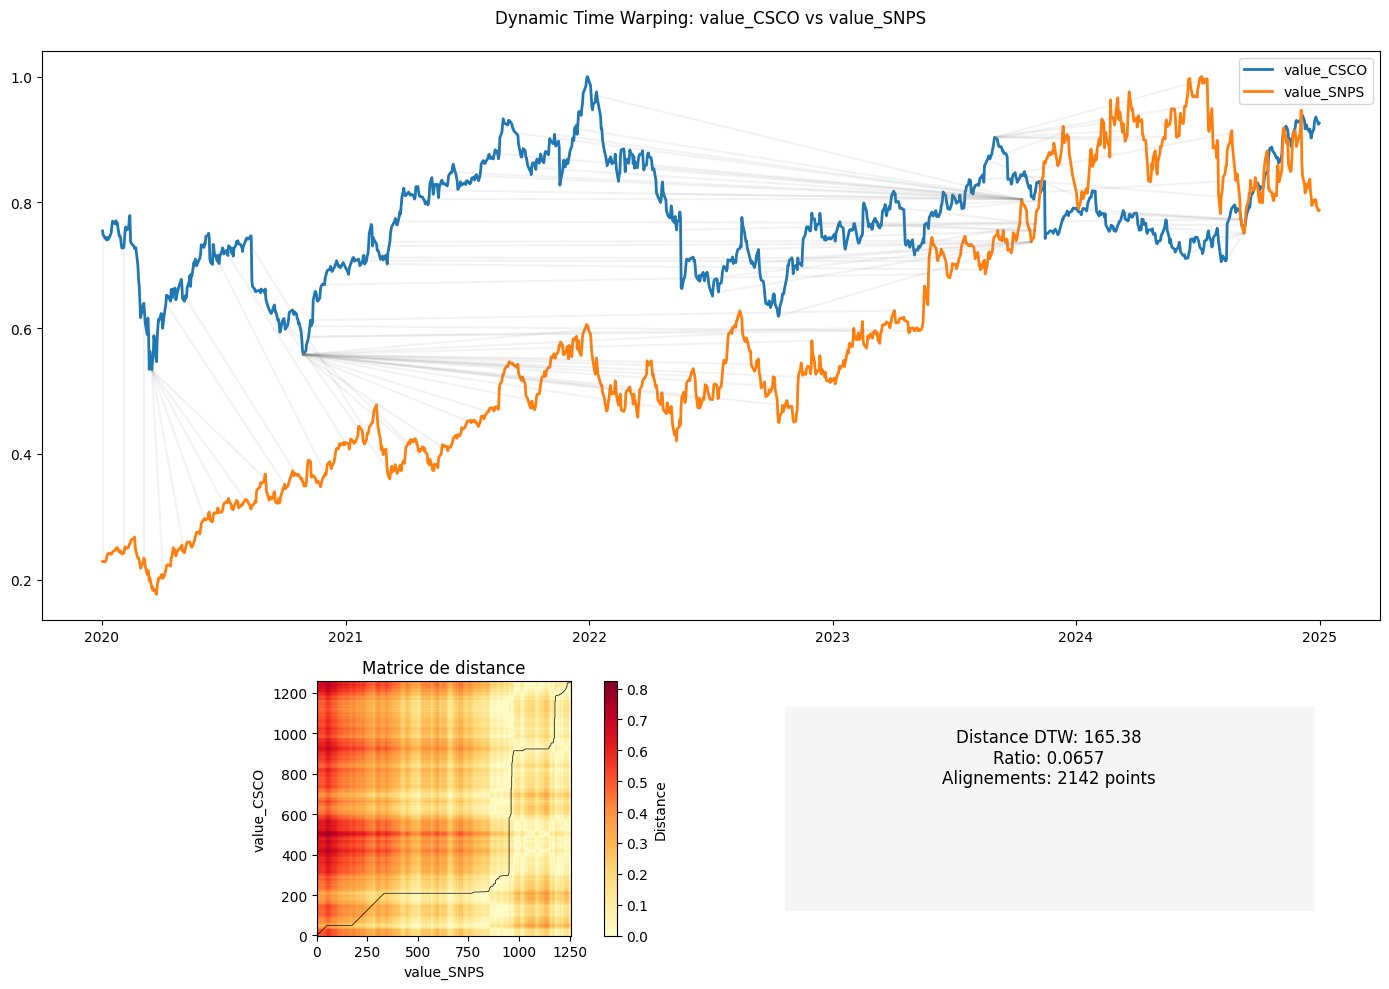 Dynamic Time Warping: value_CSCO vs value_SNPS
value_CSCO
value_SNPS
1.0
0.8
0.6
0.4
0.2
2020 2021 2022 2023 2024 2025
Matrice de distance
value_CSCO
1200
1000
800
600
400
200
0
0 250 500 750 1000 1250
value_SNPS
0.8
0.7
0.6
0.5
0.4
0.3
0.2
0.1
0.0
Distance
Distance DTW: 165.38
Ratio: 0.0657
Alignements: 2142 points